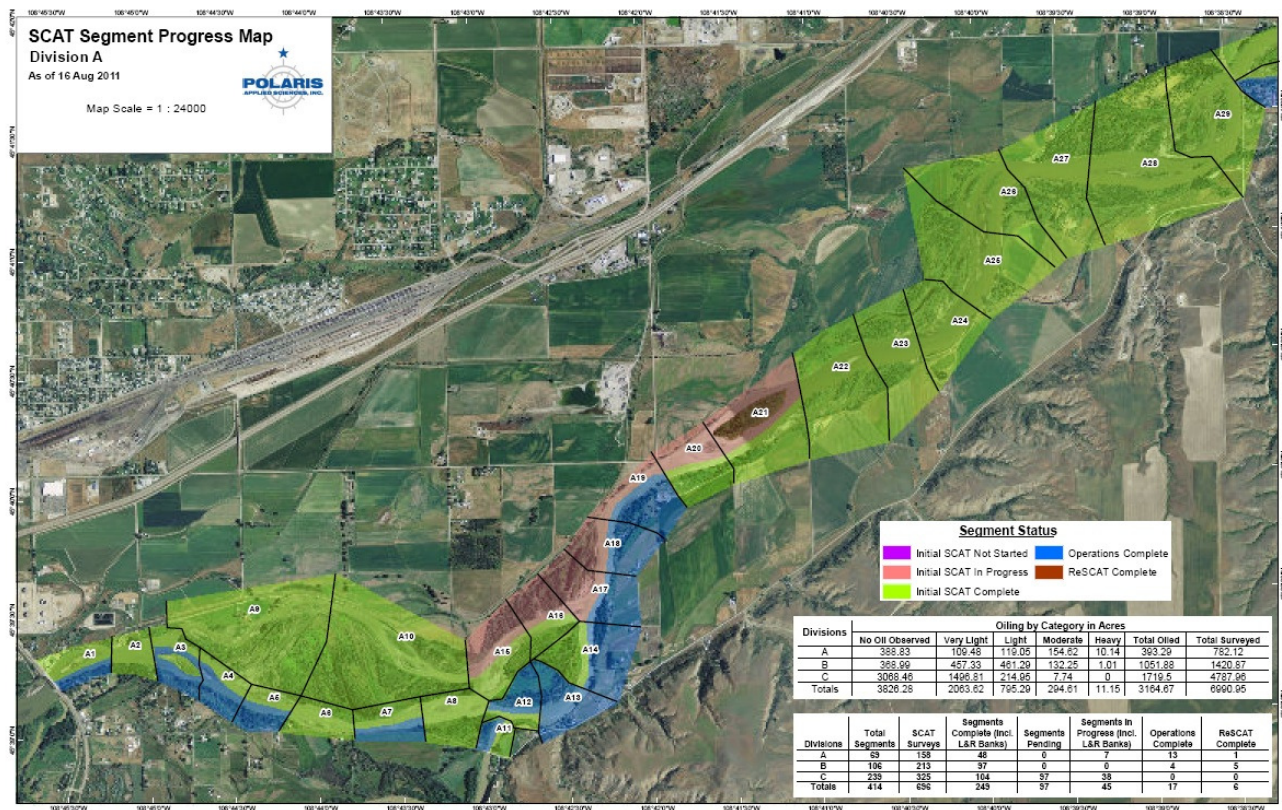 SCAT Segment Progress Map
Division A
As of 16 Aug 2011
POLARIS
APPLIED SCIENCES, INC.
Map Scale = 1 : 24000
A29
A27
A28
A26
A25
A24
A23
A22
A21
A20
A19
A18
A17
A16
A15
A14
A9
A10
A1
A2
A3
A4
A5
A6
A7
A8
A12
A13
A11
Segment Status
Initial SCAT Not Started
Operations Complete
Initial SCAT In Progress
ReSCAT Complete
Initial SCAT Complete
Divisions Oiling by Category in Acres
No Oil Observed Very Light Light Moderate Heavy Total Oiled Total Surveyed
A 388.83 109.48 119.05 154.62 10.14 393.29 782.12
B 368.99 457.33 461.29 132.25 1.01 1051.88 1420.87
C 3068.46 1496.81 214.95 7.74 0 1719.5 4787.96
Totals 3826.28 2063.62 795.29 294.61 11.15 3164.67 6990.95
Divisions Total Segments SCAT Surveys Segments Complete (Incl. L&R Banks) Segments Pending Segments in Progress (Incl. L&R Banks) Operations Complete ReSCAT Complete
A 69 158 48 0 7 13 1
B 106 213 97 0 0 4 5
C 239 325 104 97 38 0 0
Totals 414 696 249 97 45 17 6